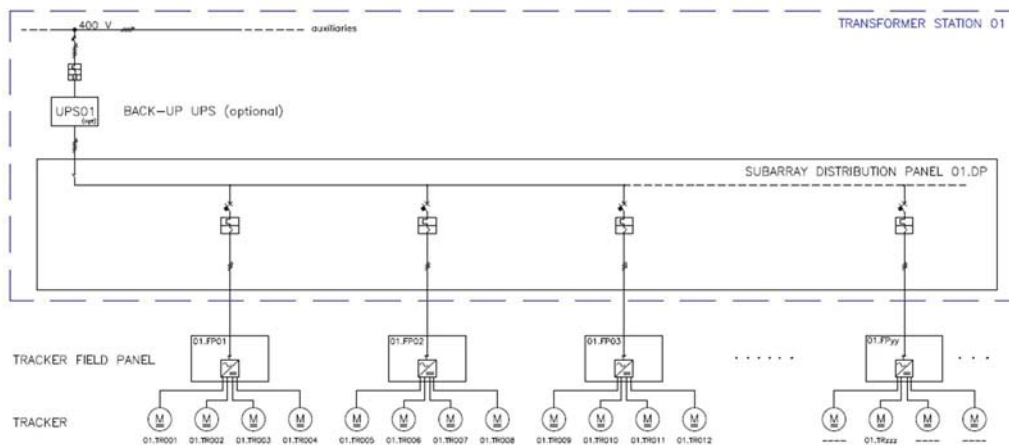 400 V
auxiliaries
TRANSFORMER STATION 01
UPS01
(opt)
BACK-UP UPS (optional)
SUBARRAY DISTRIBUTION PANEL 01.DP
01.FP01
01.FP02
01.FP03
01.FPyy
TRACKER FIELD PANEL
TRACKER
M M M M M M M M M M M M M M M M
01.TR001 01.TR002 01.TR003 01.TR004 01.TR005 01.TR006 01.TR007 01.TR008 01.TR009 01.TR010 01.TR011 01.TR012 01.TRzzz